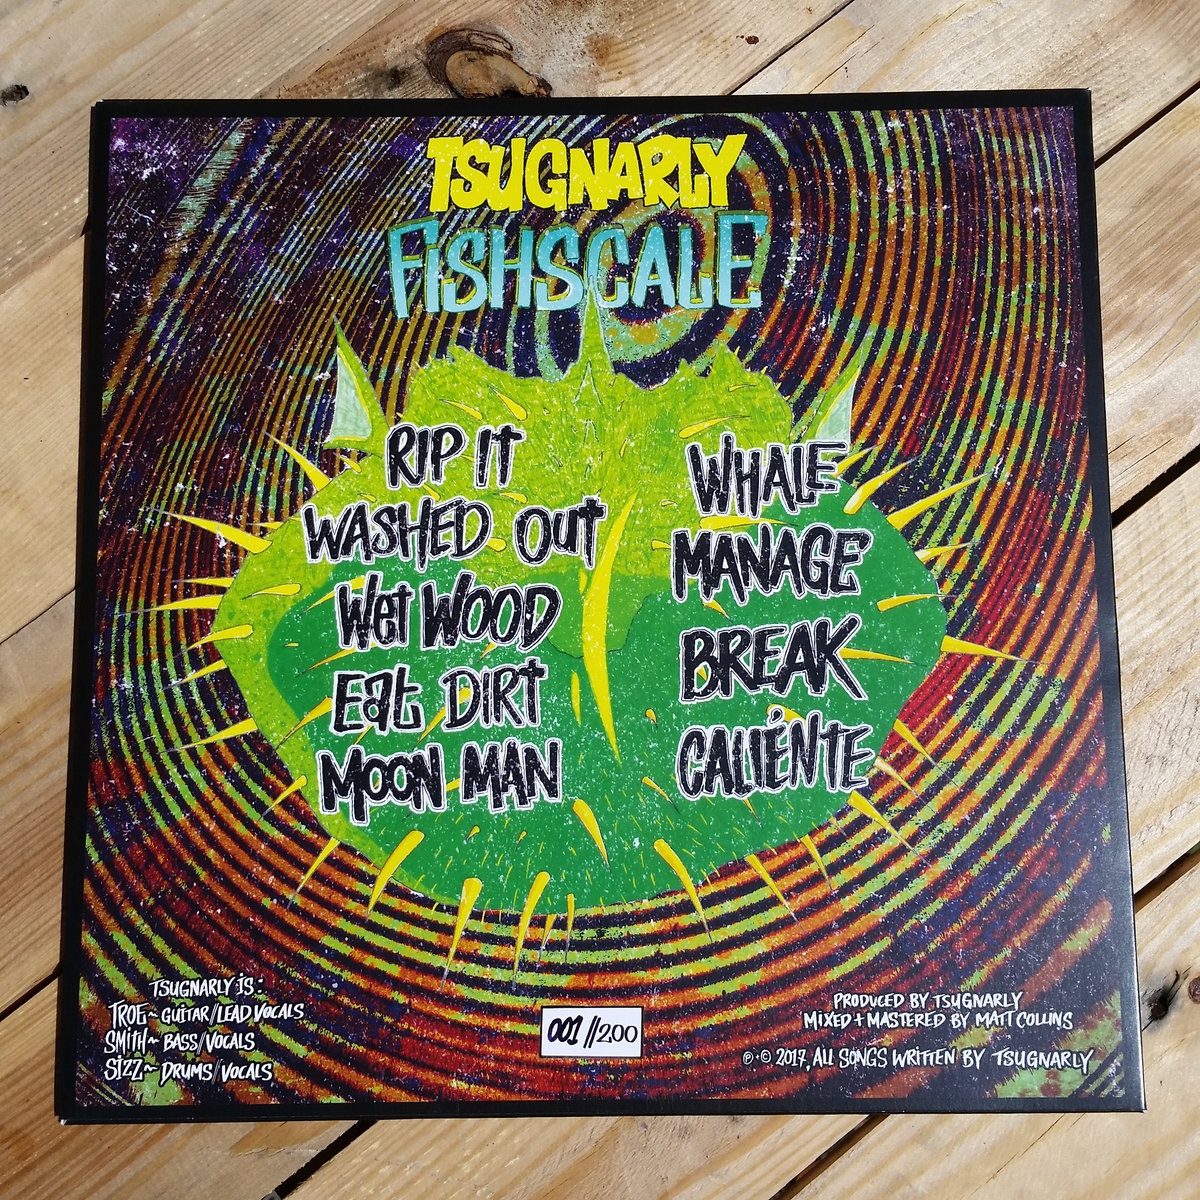 TSUGNARLY
FiSHSCALE
RIP It
WASHED Out
Wet WOOD
Eat DIRt
MOON MAN
WHALE
MANAGE
BREAK
CALIÉNtE
TSUGNARLY iS:
TROE~ GUitAR/LEAD VOCALS
SMitH~ BASS/VOCALS
SiZZ~ DRUMS/VOCALS
001//200
PRODUCED BY TSUGNARLY
MiXED + MASTERED BY MATT COLLiNS
℗·© 2017, ALL SONGS WRittEN BY TSUGNARLY